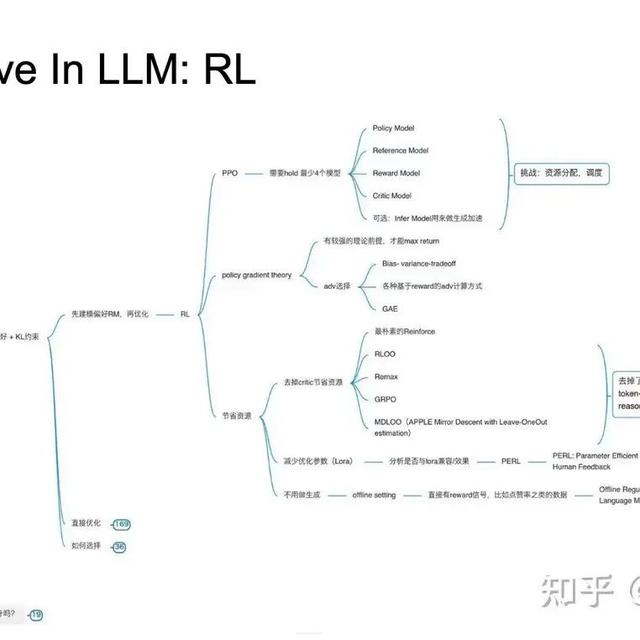 ve In LLM: RL
Policy Model
Reference Model
PPO
需要hold 最少4个模型
Reward Model
挑战：资源分配，调度
Critic Model
可选：Infer Model用来做生成加速
有较强的理论前提，才能max return
policy gradient theory
Bias- variance-tradeoff
adv选择
各种基于reward的adv计算方式
GAE
好 + KL约束
先建模偏好RM，再优化
RL
最朴素的Reinforce
RLOO
去掉critic节省资源
Remax
去掉了
token-
reaso
GRPO
节省资源
MDLOO（APPLE Mirror Descent with Leave-OneOut
estimation）
减少优化参数（Lora）
分析是否与lora兼容/效果
PERL
PERL: Parameter Efficient
Human Feedback
不用做生成
offline setting
直接有reward信号，比如点赞率之类的数据
Offline Regu
Language M
直接优化
169
如何选择
36
吗？
19
知乎